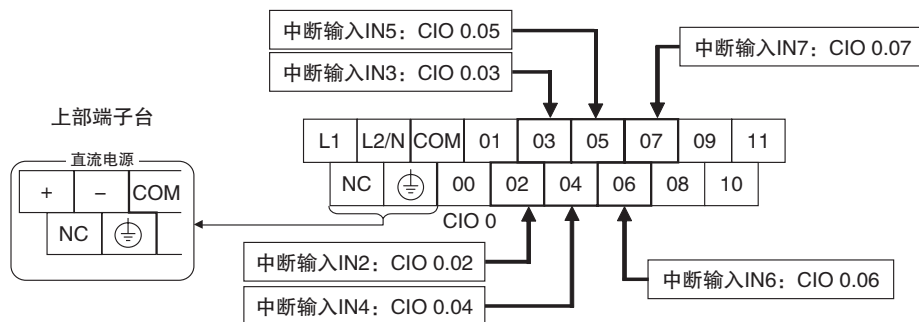 中断输入IN5：CIO 0.05
中断输入IN3：CIO 0.03
中断输入IN7：CIO 0.07
上部端子台
直流电源
+ − COM
NC
L1 L2/N COM 01 03 05 07 09 11
NC 00 02 04 06 08 10
CIO 0
中断输入IN2：CIO 0.02
中断输入IN4：CIO 0.04
中断输入IN6：CIO 0.06